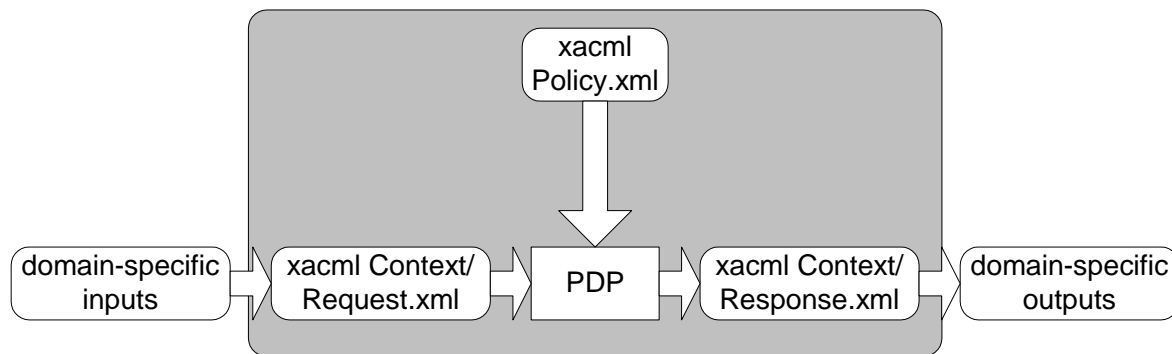 xacml
Policy.xml
domain-specific
inputs
xacml Context/
Request.xml
PDP
xacml Context/
Response.xml
domain-specific
outputs